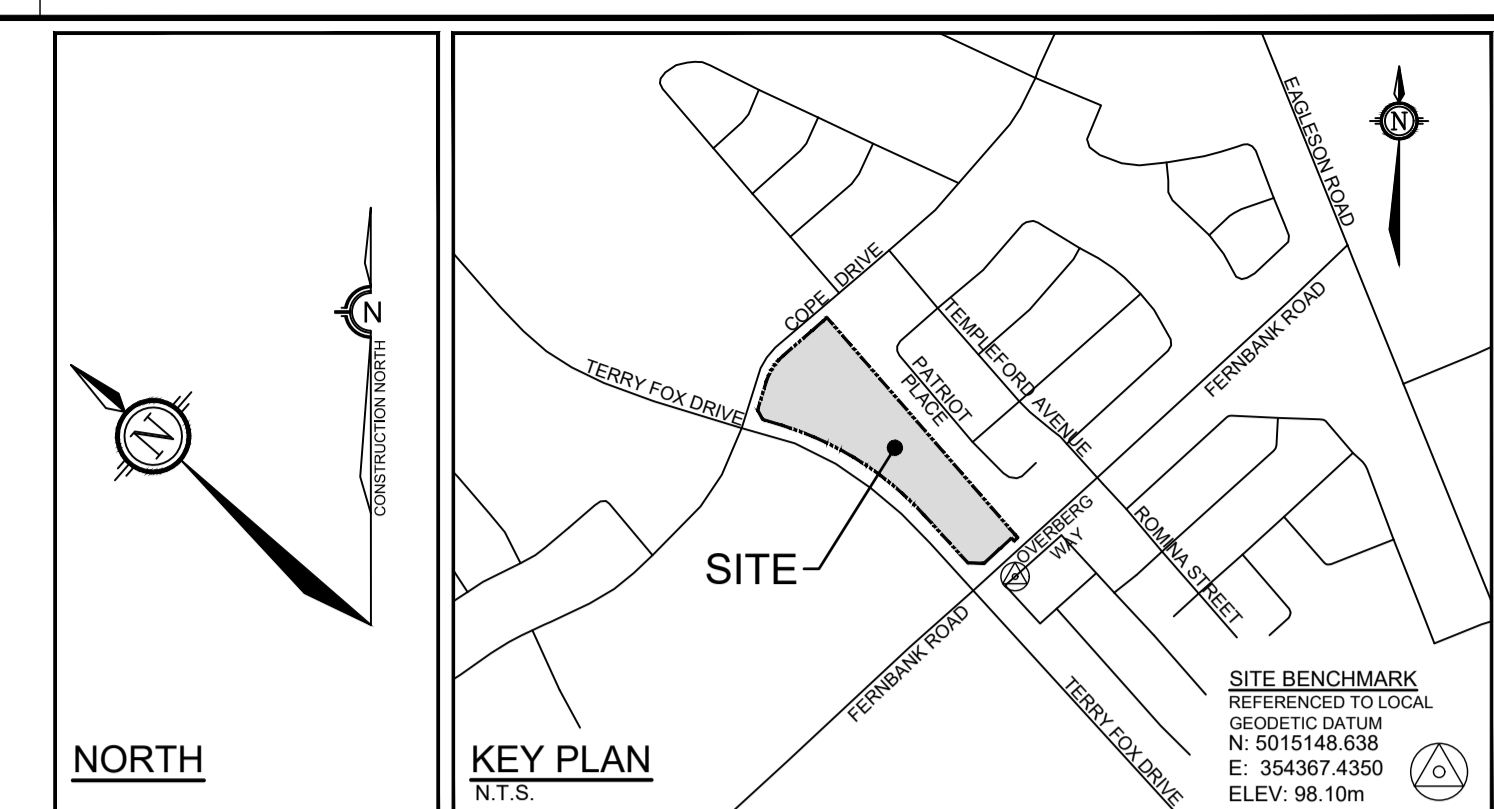 N
CONSTRUCTION NORTH
N
NORTH
EAGLESON ROAD
N
COPE DRIVE
TERRY FOX DRIVE
TEMPLEFORD AVENUE
PATRIOT
PLACE
FERNBANK ROAD
SITE
OVERBERG
WAY
ROMINA STREET
FERNBANK ROAD
TERRY FOX DRIVE
KEY PLAN
N.T.S.
SITE BENCHMARK
REFERENCED TO LOCAL
GEODETIC DATUM
N: 5015148.638
E: 354367.4350
ELEV: 98.10m